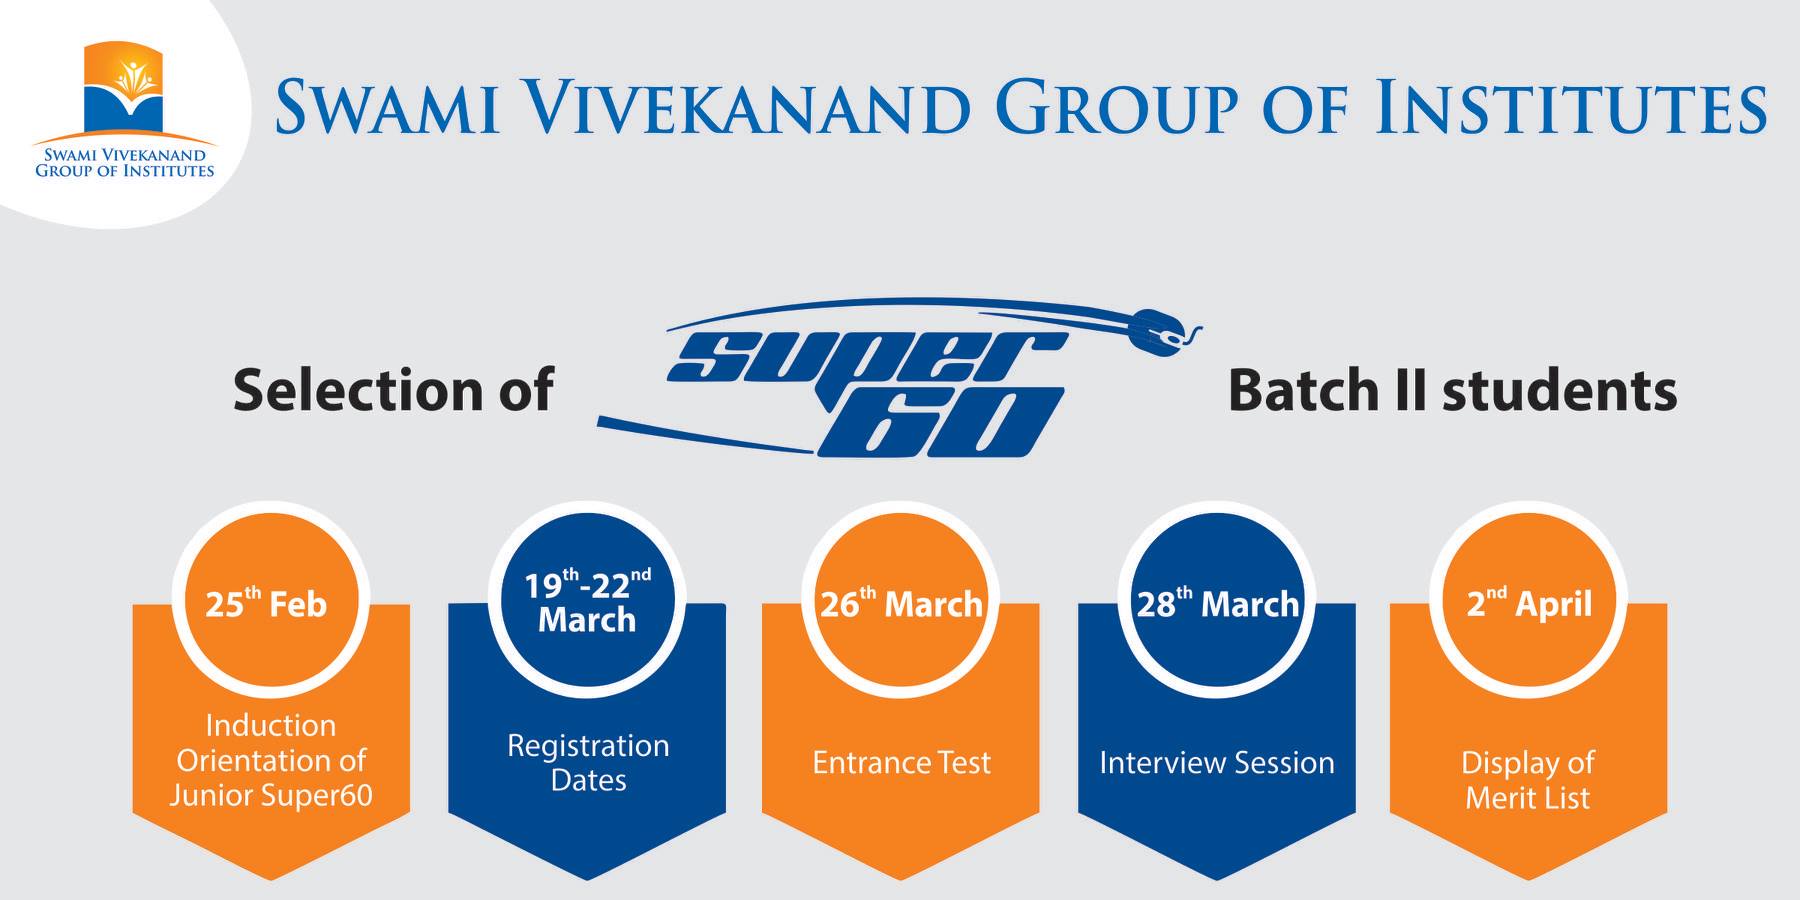 Swami Vivekanand
Group of Institutes
Swami Vivekanand Group of Institutes
Selection of super 60 Batch II students
25th Feb
Induction
Orientation of
Junior Super60
19th-22nd
March
Registration
Dates
26th March
Entrance Test
28th March
Interview Session
2nd April
Display of
Merit List